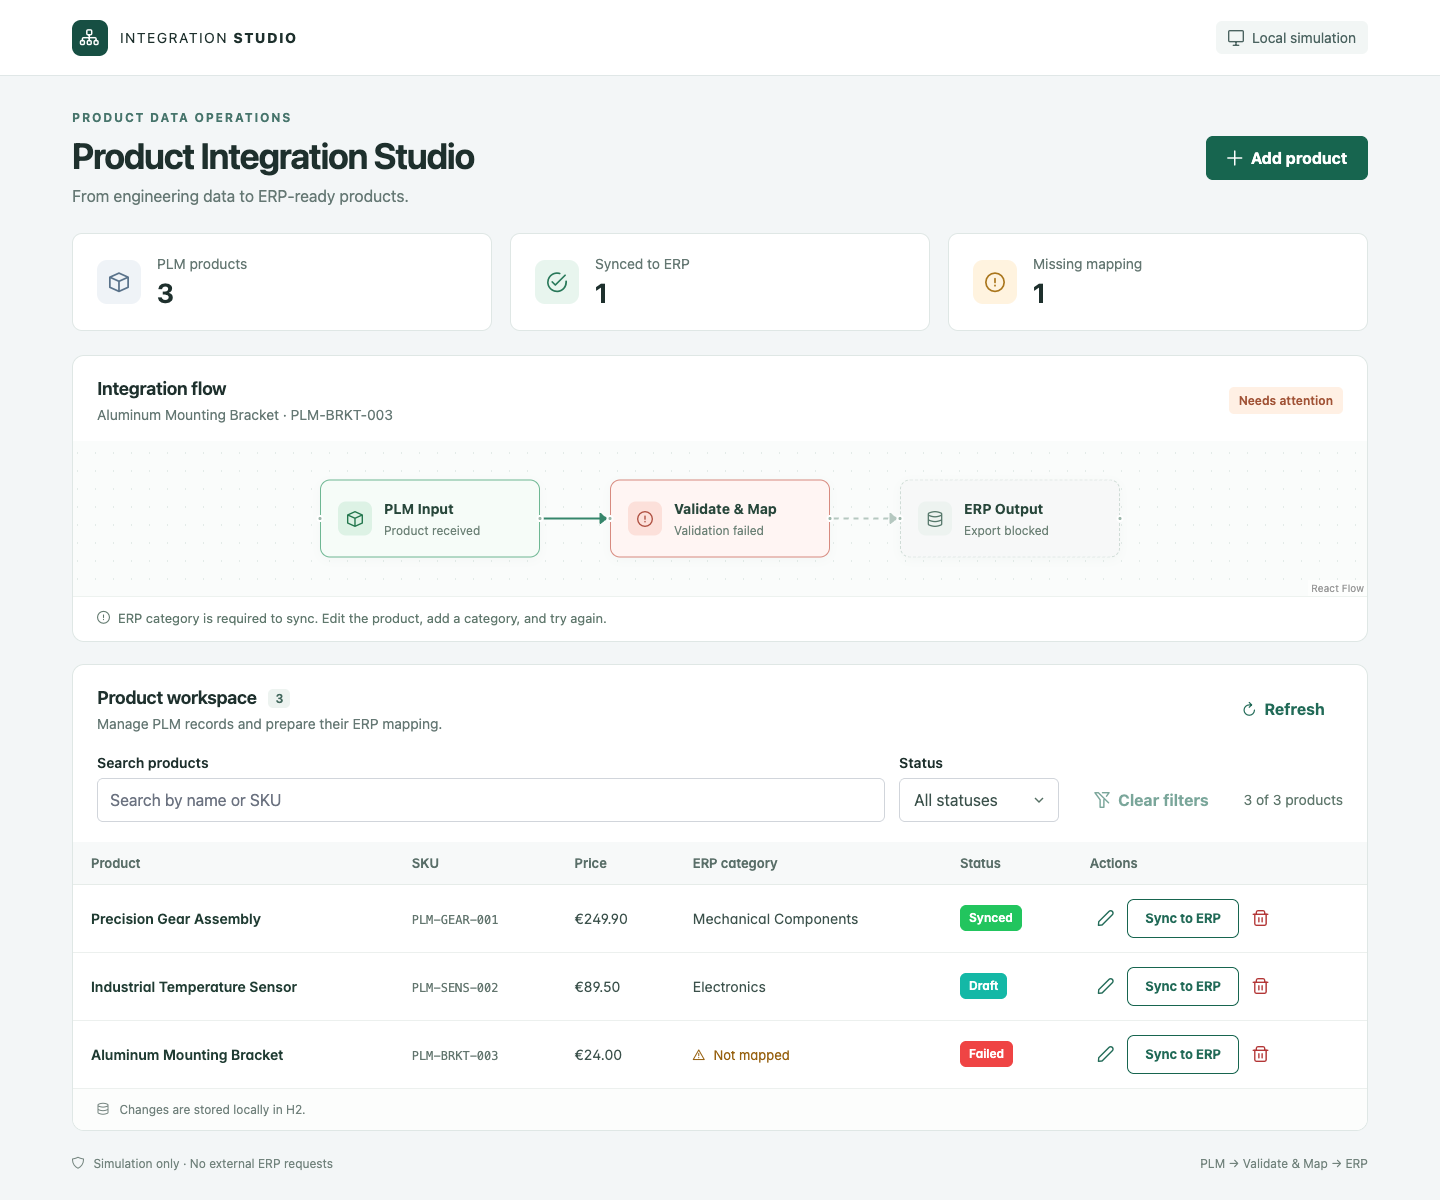 INTEGRATION STUDIO
Local simulation
PRODUCT DATA OPERATIONS
Product Integration Studio
Add product
From engineering data to ERP-ready products.
PLM products
3
Synced to ERP
1
Missing mapping
1
Integration flow
Aluminum Mounting Bracket · PLM-BRKT-003
Needs attention
PLM Input
Product received
Validate & Map
Validation failed
ERP Output
Export blocked
React Flow
ERP category is required to sync. Edit the product, add a category, and try again.
Product workspace 3
Manage PLM records and prepare their ERP mapping.
Refresh
Search products
Status
Search by name or SKU
All statuses
Clear filters
3 of 3 products
Product SKU Price ERP category Status Actions
Precision Gear Assembly PLM-GEAR-001 €249.90 Mechanical Components Synced Sync to ERP
Industrial Temperature Sensor PLM-SENS-002 €89.50 Electronics Draft Sync to ERP
Aluminum Mounting Bracket PLM-BRKT-003 €24.00 Not mapped Failed Sync to ERP
Changes are stored locally in H2.
Simulation only · No external ERP requests
PLM → Validate & Map → ERP